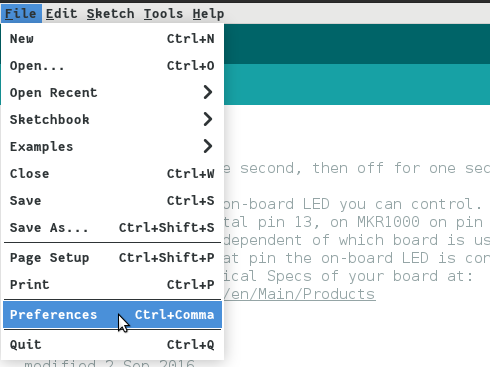 File Edit Sketch Tools Help
New Ctrl+N
Open... Ctrl+O
Open Recent
Sketchbook
Examples
Close Ctrl+W
Save Ctrl+S
Save As... Ctrl+Shift+S
Page Setup Ctrl+Shift+P
Print Ctrl+P
Preferences Ctrl+Comma
Quit Ctrl+Q
e second, then off for one sec
on-board LED you can control.
tal pin 13, on MKR1000 on pin
dependent of which board is us
at pin the on-board LED is con
ical Specs of your board at:
/en/Main/Products
modified 2 Sep 2016